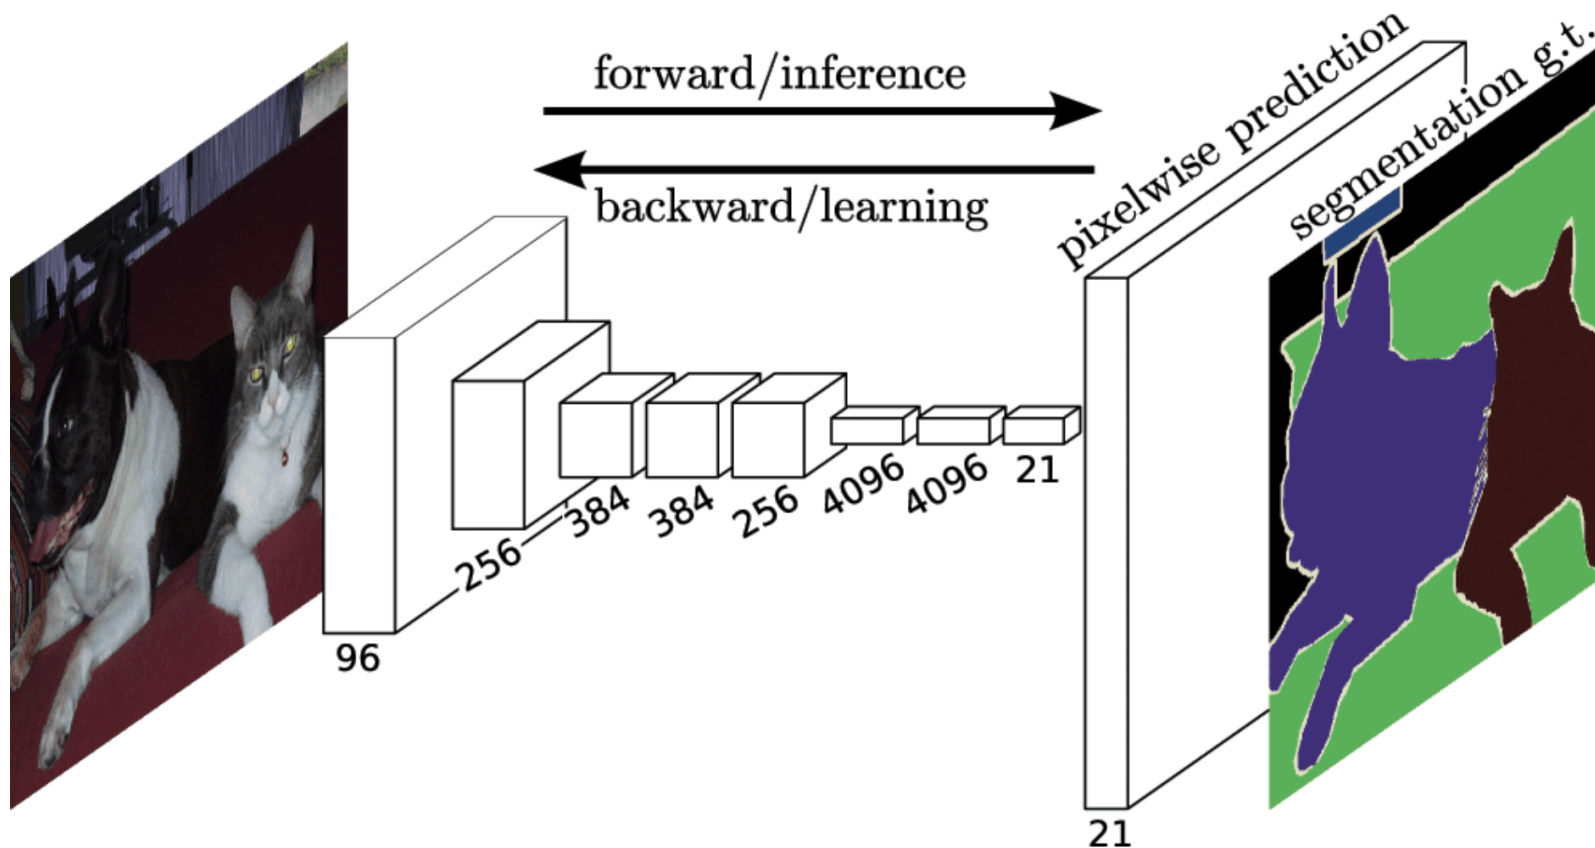 forward/inference
backward/learning
pixelwise prediction
segmentation g.t.
96
256
384
384
256
4096
4096
21
21